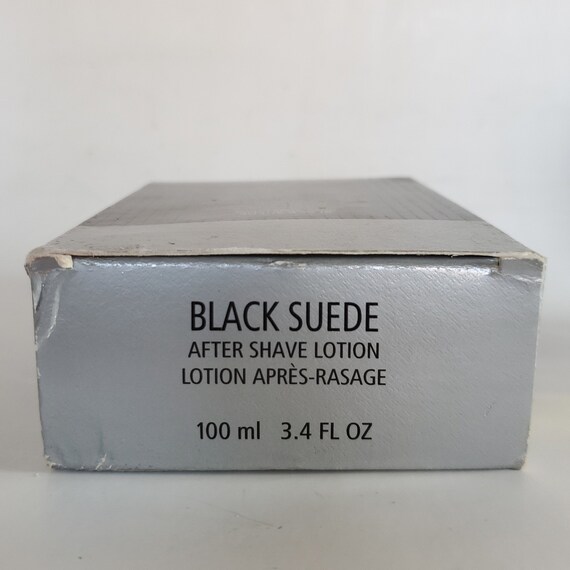 BLACK SUEDE
AFTER SHAVE LOTION
LOTION APRÈS-RASAGE
100 ml 3.4 FL OZ